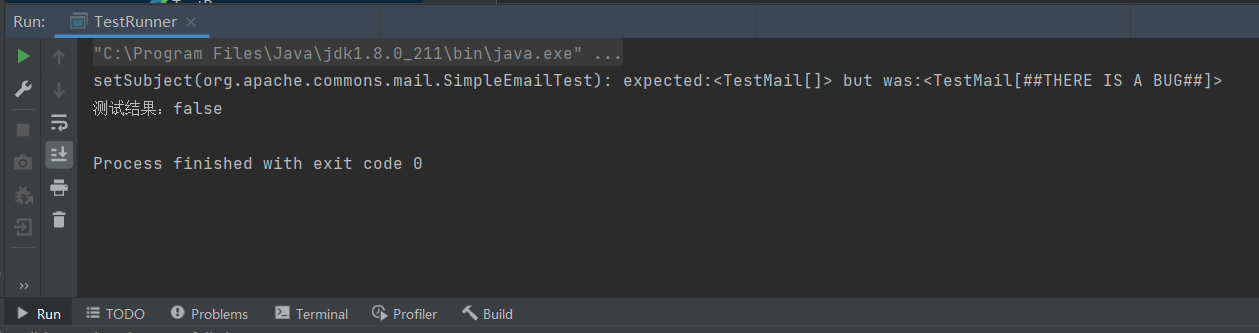 Run:
TestRunner
"C:\Program Files\Java\jdk1.8.0_211\bin\java.exe" ...
setSubject(org.apache.commons.mail.SimpleEmailTest): expected:<TestMail[]> but was:<TestMail[##THERE IS A BUG##]>
测试结果：false
Process finished with exit code 0
Run
TODO
Problems
Terminal
Profiler
Build